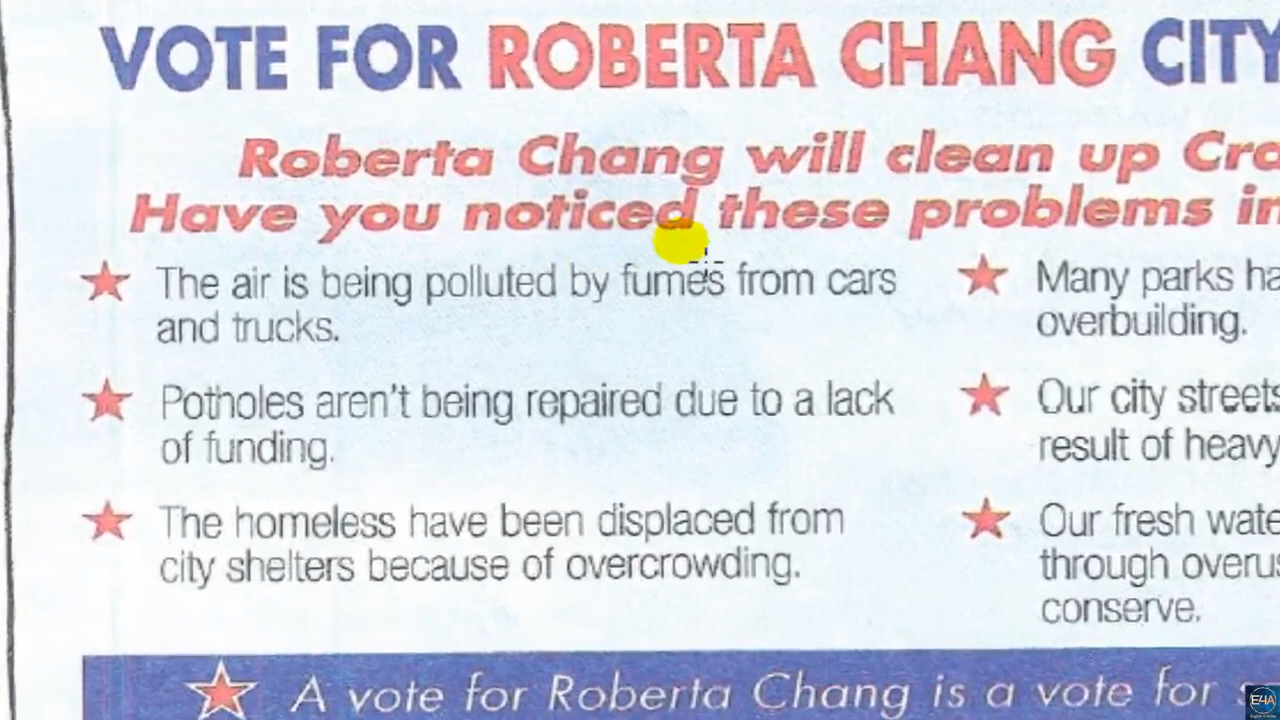 VOTE FOR ROBERTA CHANG CITY
Roberta Chang will clean up
Have you noticed these problems
★ The air is being polluted by fumes from cars
and trucks.
★ Potholes aren't being repaired due to a lack
of funding.
★ The homeless have been displaced from
city shelters because of overcrowding.
★ Many parks
overbuilding.
★ Our city streets
result of heavy
★ Our fresh
through
conserve.
★ A vote for Roberta Chang is a vote for
E4A